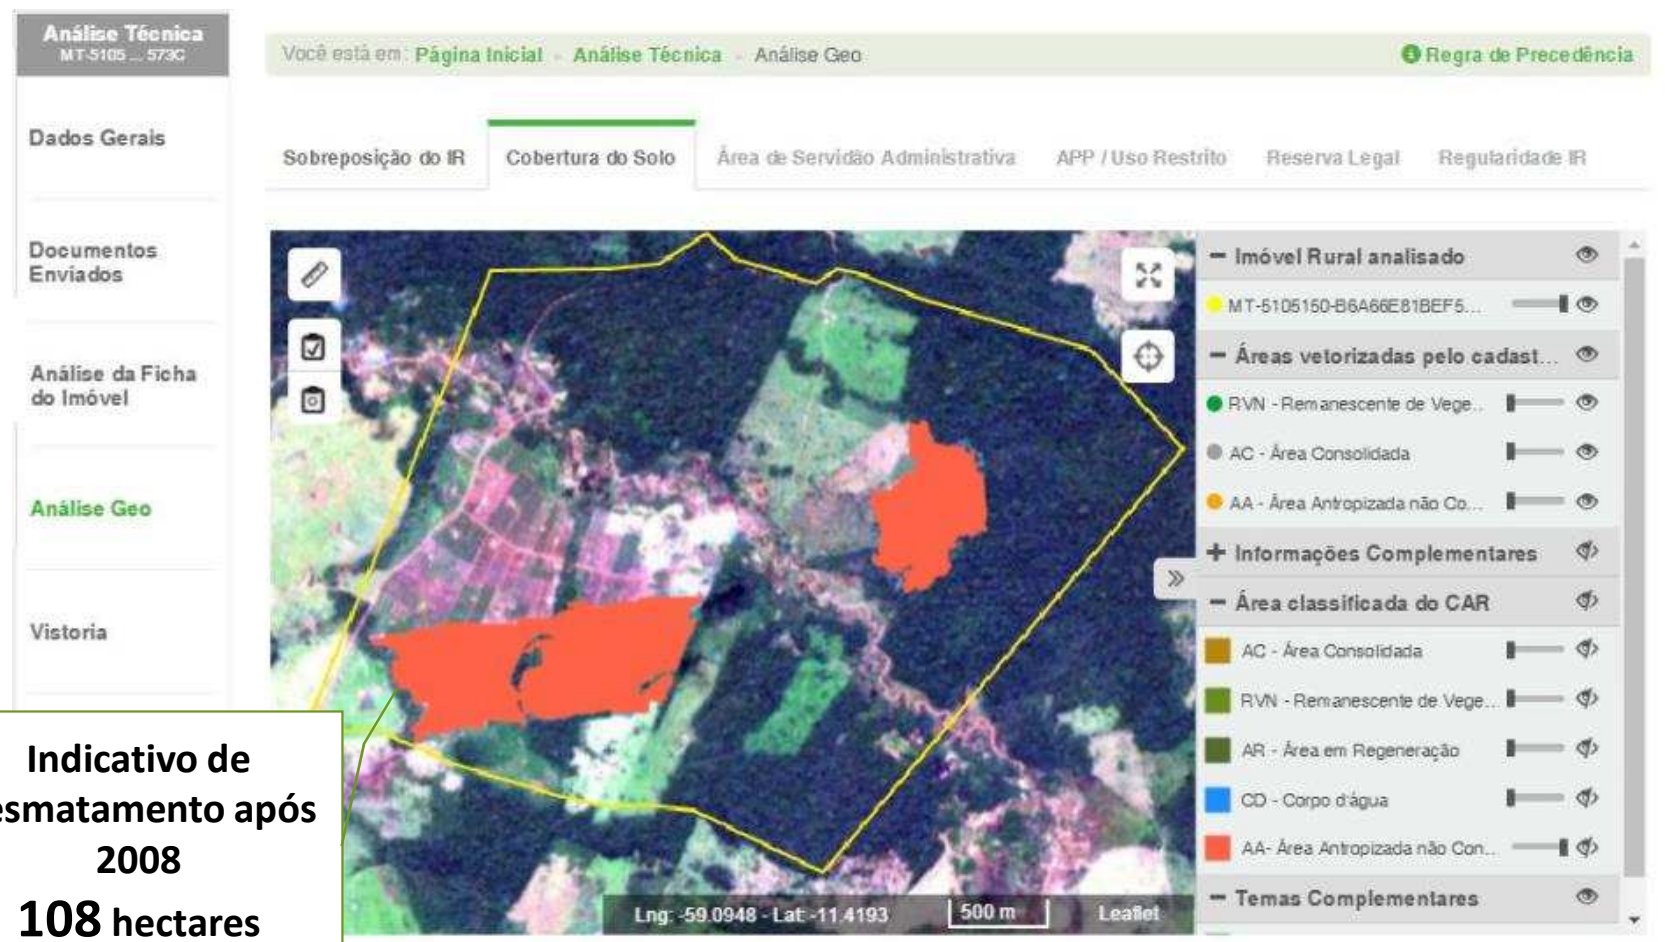 Análise Técnica
MT-5105 ... 573C
Você está em: Página Inicial - Análise Técnica - Análise Geo
Regra de Precedência
Dados Gerais
Documentos
Enviados
Análise da Ficha
do Imóvel
Análise Geo
Vistoria
Sobreposição do IR
Cobertura do Solo
Área de Servidão Administrativa
APP / Uso Restrito
Reserva Legal
Regularidade IR
Imóvel Rural analisado
MT-5105150-B6A66E81BEF5...
Áreas vetorizadas pelo cadast...
RVN - Remanescente de Vege...
AC - Área Consolidada
AA - Área Antropizada não Co...
Informações Complementares
Área classificada do CAR
AC - Área Consolidada
RVN - Remanescente de Vege...
AR - Área em Regeneração
CD - Corpo d'água
AA- Área Antropizada não Con...
Temas Complementares
Lng: -59.0948 - Lat: -11.4193
500 m
Leaflet
Indicativo de
esmatamento após
2008
108 hectares